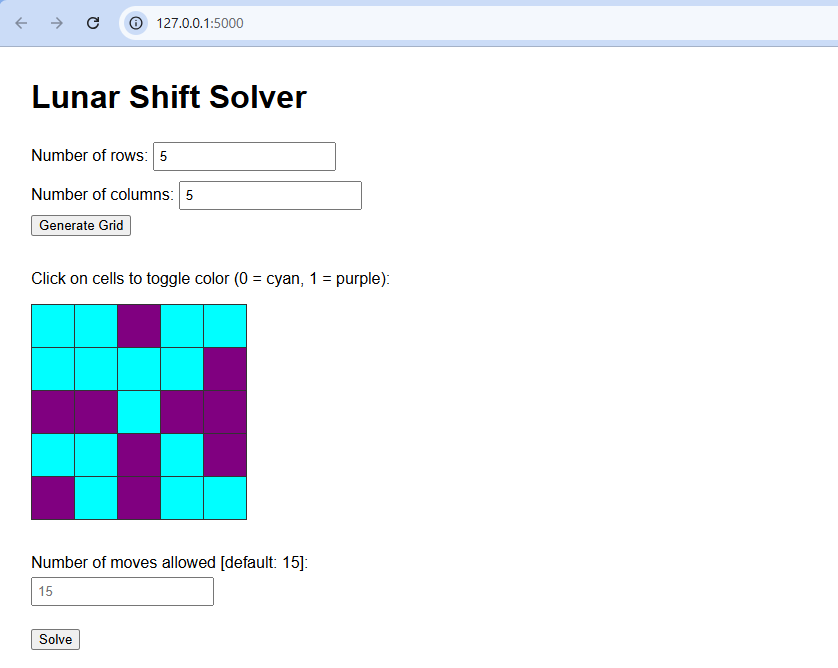 127.0.0.1:5000
Lunar Shift Solver
Number of rows: 5
Number of columns: 5
Generate Grid
Click on cells to toggle color (0 = cyan, 1 = purple):
Number of moves allowed [default: 15]:
15
Solve